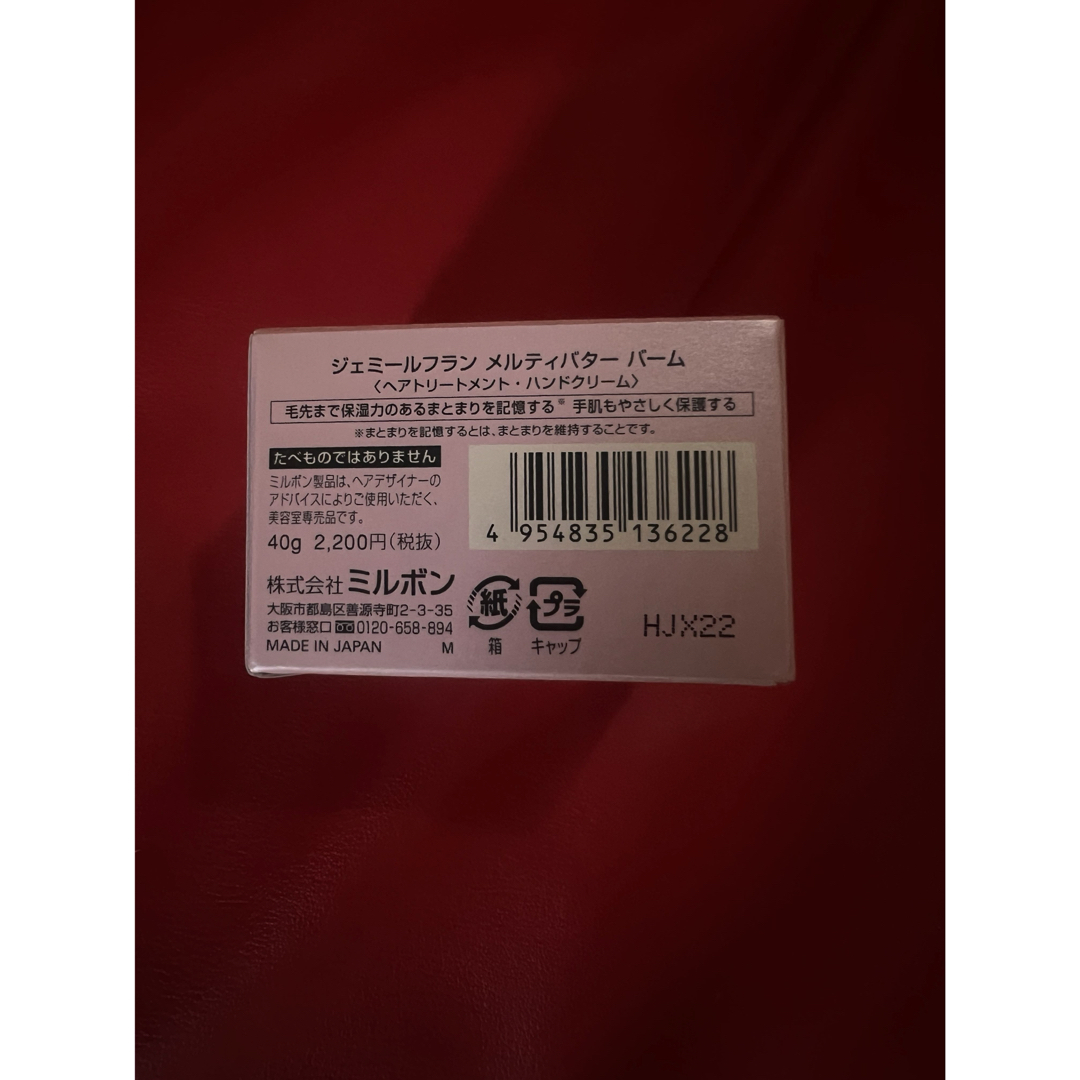 ジェミールフラン メルティバター バーム
〈ヘアトリートメント・ハンドクリーム〉
毛先まで保湿力のあるまとまりを記憶する※ 手肌もやさしく保護する
※まとまりを記憶するとは、まとまりを維持することです。
たべものではありません
ミルボン製品は、ヘアデザイナーの
アドバイスによりご使用いただく、
美容室専売品です。
40g 2,200円(税抜)
4 954835 136228
株式会社 ミルボン
大阪市都島区善源寺町2-3-35
お客様窓口 0120-658-894
MADE IN JAPAN M
紙 プラ
箱 キャップ
HJX22